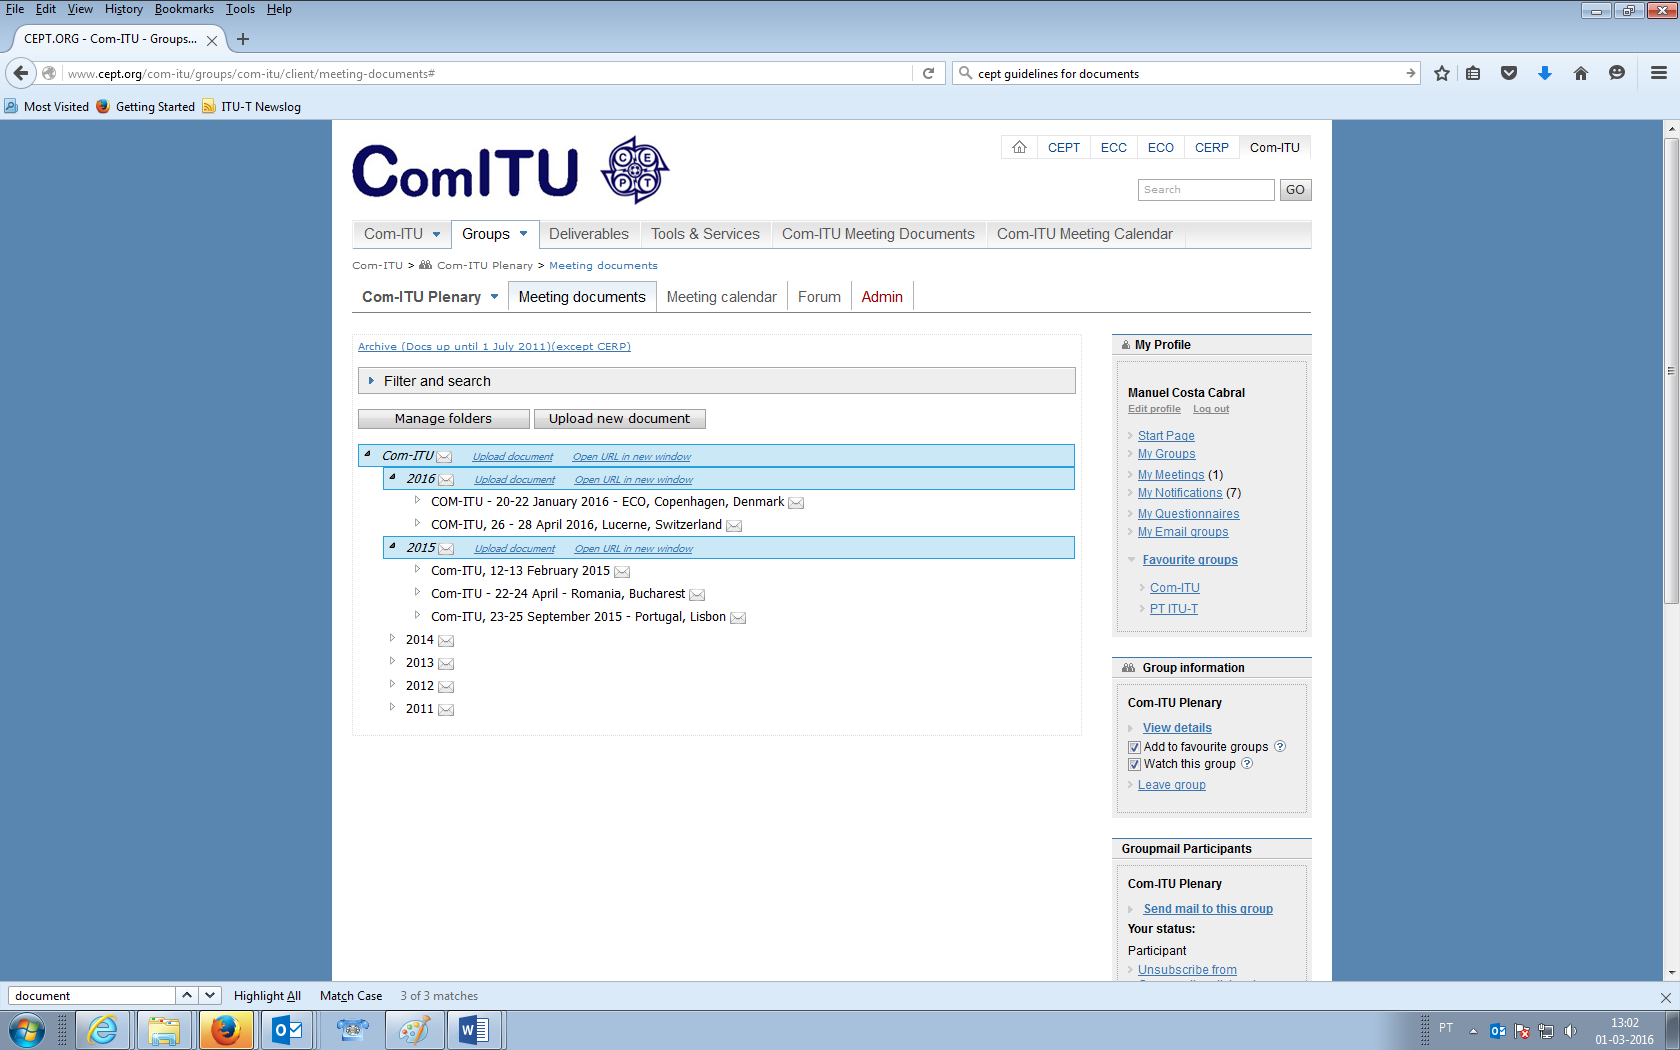 File Edit View History Bookmarks Tools Help
CEPT.ORG - Com-ITU - Groups...
www.cept.org/com-itu/groups/com-itu/client/meeting-documents#
cept guidelines for documents
Most Visited Getting Started ITU-T Newslog
ComITU CEPT
CEPT ECC ECO CERP Com-ITU
Search GO
Com-ITU Groups Deliverables Tools & Services Com-ITU Meeting Documents Com-ITU Meeting Calendar
Com-ITU > Com-ITU Plenary > Meeting documents
Com-ITU Plenary Meeting documents Meeting calendar Forum Admin
Archive (Docs up until 1 July 2011)(except CERP)
Filter and search
Manage folders Upload new document
Com-ITU Upload document Open URL in new window
2016 Upload document Open URL in new window
COM-ITU - 20-22 January 2016 - ECO, Copenhagen, Denmark
COM-ITU, 26 - 28 April 2016, Lucerne, Switzerland
2015 Upload document Open URL in new window
Com-ITU, 12-13 February 2015
Com-ITU - 22-24 April - Romania, Bucharest
Com-ITU, 23-25 September 2015 - Portugal, Lisbon
2014
2013
2012
2011
My Profile
Manuel Costa Cabral
Edit profile Log out
Start Page
My Groups
My Meetings (1)
My Notifications (7)
My Questionnaires
My Email groups
Favourite groups
Com-ITU
PT ITU-T
Group information
Com-ITU Plenary
View details
Add to favourite groups ?
Watch this group ?
Leave group
Groupmail Participants
Com-ITU Plenary
Send mail to this group
Your status:
Participant
Unsubscribe from
document Highlight All Match Case 3 of 3 matches
PT 13:02
01-03-2016